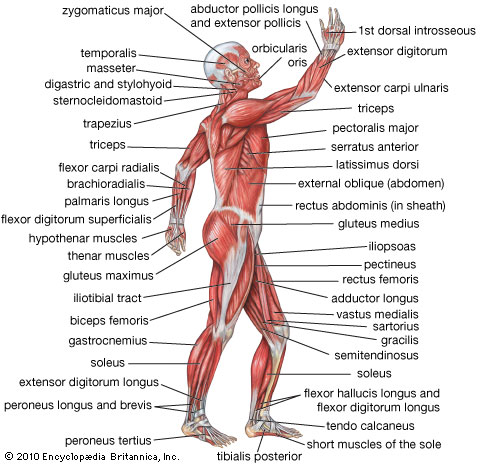 zygomaticus major
abductor pollicis longus
and extensor pollicis
1st dorsal introsseous
orbicularis
oris
extensor digitorum
temporalis
masseter
digastric and stylohyoid
sternocleidomastoid
extensor carpi ulnaris
triceps
trapezius
pectoralis major
triceps
serratus anterior
flexor carpi radialis
latissimus dorsi
brachioradialis
external oblique (abdomen)
palmaris longus
rectus abdominis (in sheath)
flexor digitorum superficialis
gluteus medius
hypothenar muscles
iliopsoas
thenar muscles
pectineus
gluteus maximus
rectus femoris
iliotibial tract
adductor longus
biceps femoris
vastus medialis
sartorius
gastrocnemius
gracilis
semitendinosus
soleus
soleus
extensor digitorum longus
flexor hallucis longus and
flexor digitorum longus
peroneus longus and brevis
tendo calcaneus
peroneus tertius
short muscles of the sole
tibialis posterior
© 2010 Encyclopædia Britannica, Inc.